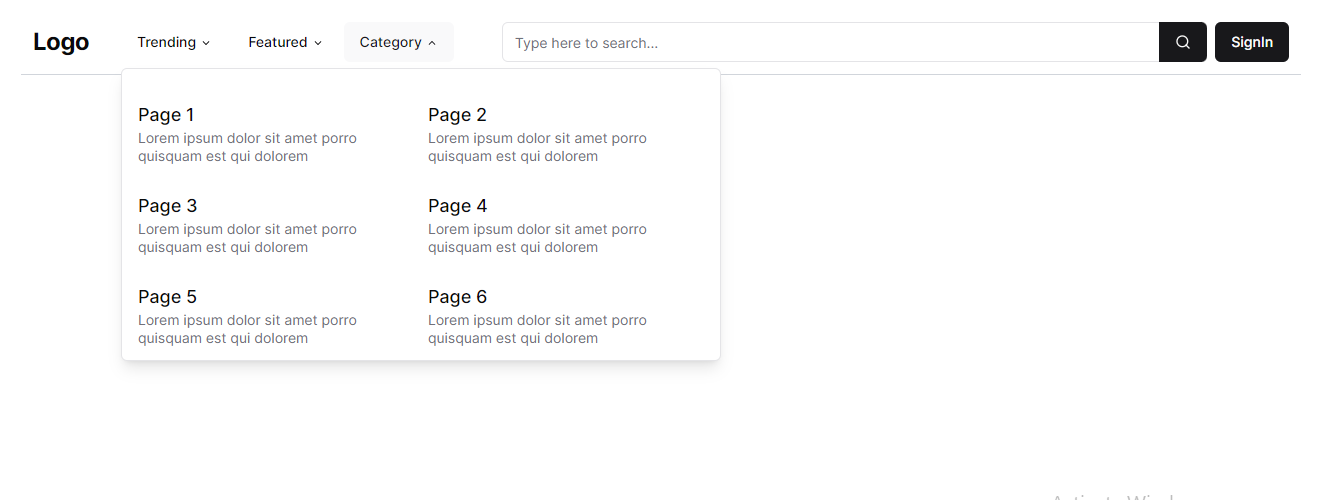 Logo Trending Featured Category Type here to search... SignIn
Page 1 Page 2
Lorem ipsum dolor sit amet porro Lorem ipsum dolor sit amet porro
quisquam est qui dolorem quisquam est qui dolorem
Page 3 Page 4
Lorem ipsum dolor sit amet porro Lorem ipsum dolor sit amet porro
quisquam est qui dolorem quisquam est qui dolorem
Page 5 Page 6
Lorem ipsum dolor sit amet porro Lorem ipsum dolor sit amet porro
quisquam est qui dolorem quisquam est qui dolorem